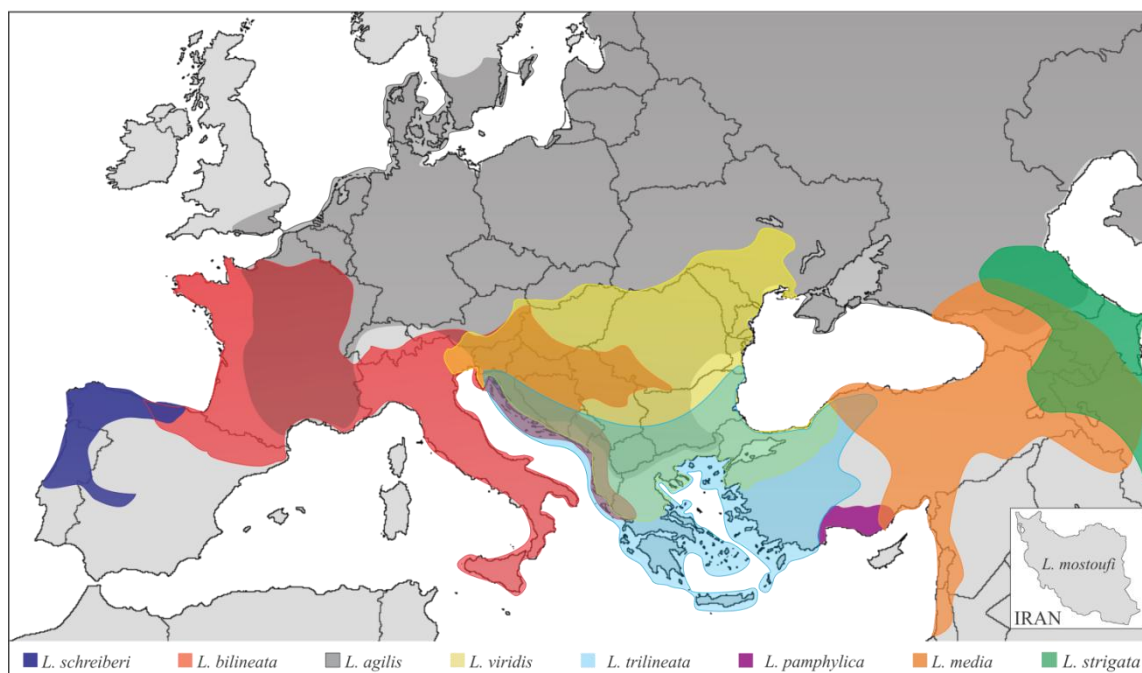 L. mostoufi
IRAN
L. schreiberi L. bilineata L. agilis L. viridis L. trilineata L. pamphylica L. media L. strigata